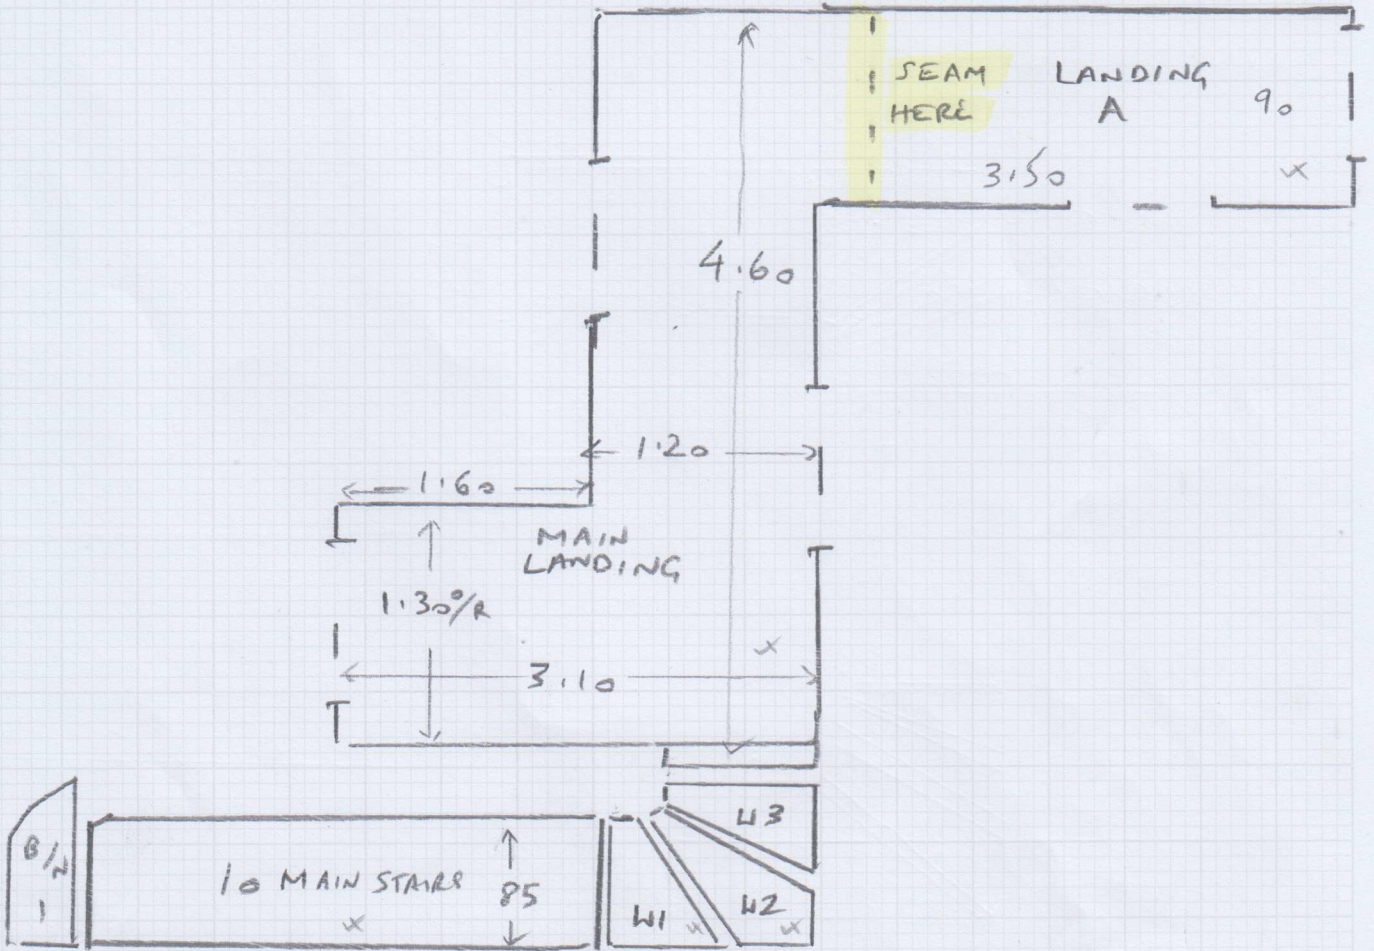 SEAM
HERE
LANDING
A
90
3.50
x
4.60
1.20
1.60
MAIN
LANDING
1.30 O/R
x
3.10
W3
B/N
1
10 MAIN STAIRS
x
85
W1
x
W2
x